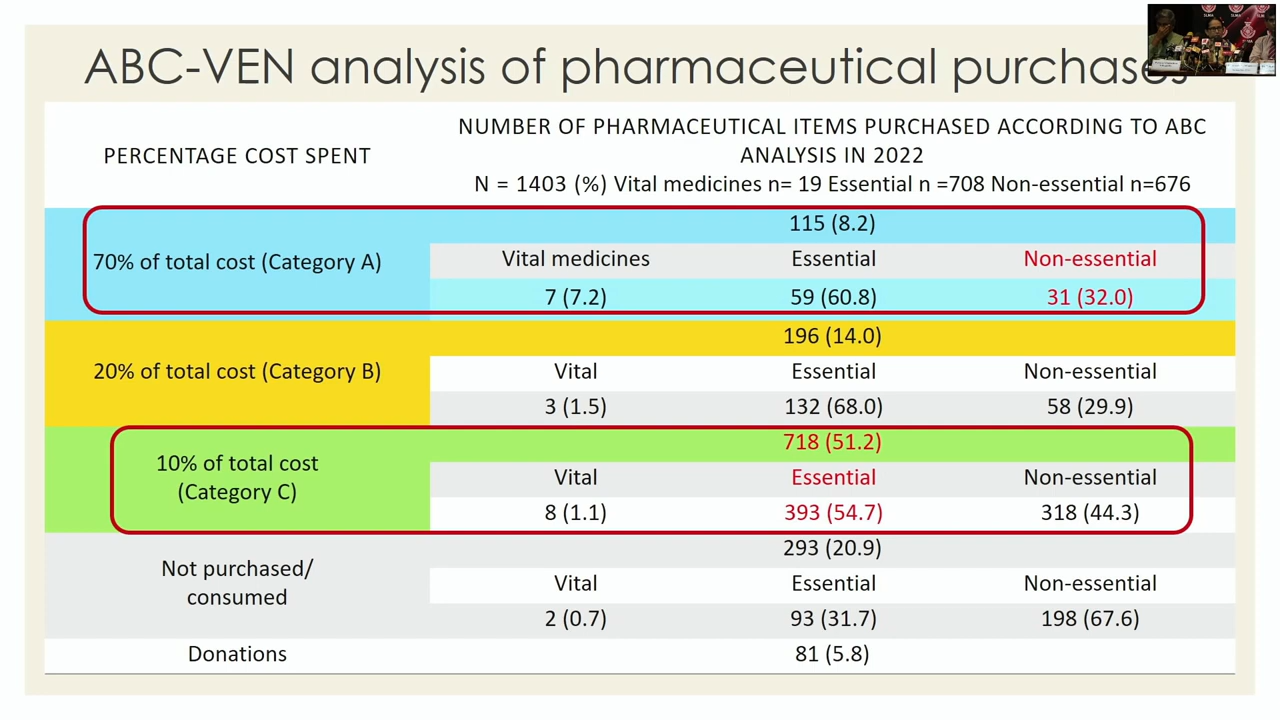 ABC-VEN analysis of pharmaceutical purchases
PERCENTAGE COST SPENT
NUMBER OF PHARMACEUTICAL ITEMS PURCHASED ACCORDING TO ABC
ANALYSIS IN 2022
N = 1403 (%) Vital medicines n= 19 Essential n =708 Non-essential n=676
70% of total cost (Category A)
115 (8.2)
Vital medicines Essential Non-essential
7 (7.2) 59 (60.8) 31 (32.0)
20% of total cost (Category B)
196 (14.0)
Vital Essential Non-essential
3 (1.5) 132 (68.0) 58 (29.9)
10% of total cost
(Category C)
718 (51.2)
Vital Essential Non-essential
8 (1.1) 393 (54.7) 318 (44.3)
Not purchased/
consumed
293 (20.9)
Vital Essential Non-essential
2 (0.7) 93 (31.7) 198 (67.6)
Donations 81 (5.8)